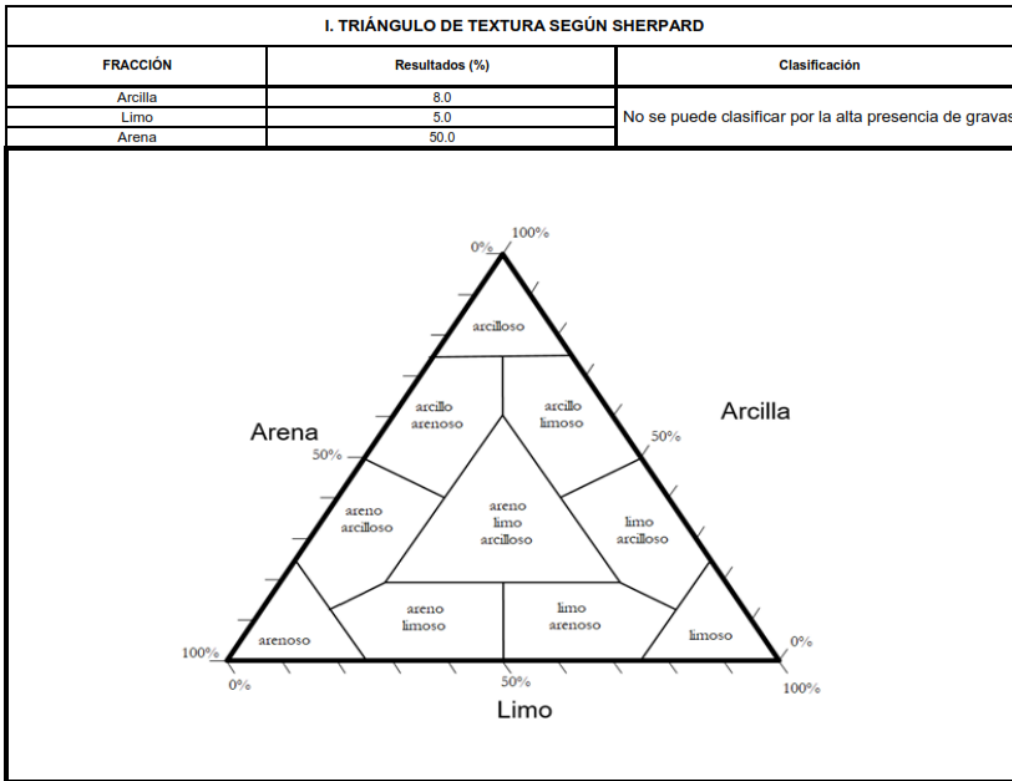 I. TRIÁNGULO DE TEXTURA SEGÚN SHERPARD
FRACCIÓN Resultados (%) Clasificación
Arcilla 8.0
Limo 5.0
Arena 50.0
No se puede clasificar por la alta presencia de gravas
100%
0%
arcilloso
arcillo
arenoso
arcillo
limoso
Arcilla
Arena
50%
50%
areno
arcilloso
areno
limo
arcilloso
limo
arcilloso
areno
limoso
limo
arenoso
arenoso
limoso
0%
100%
0%
50%
100%
Limo